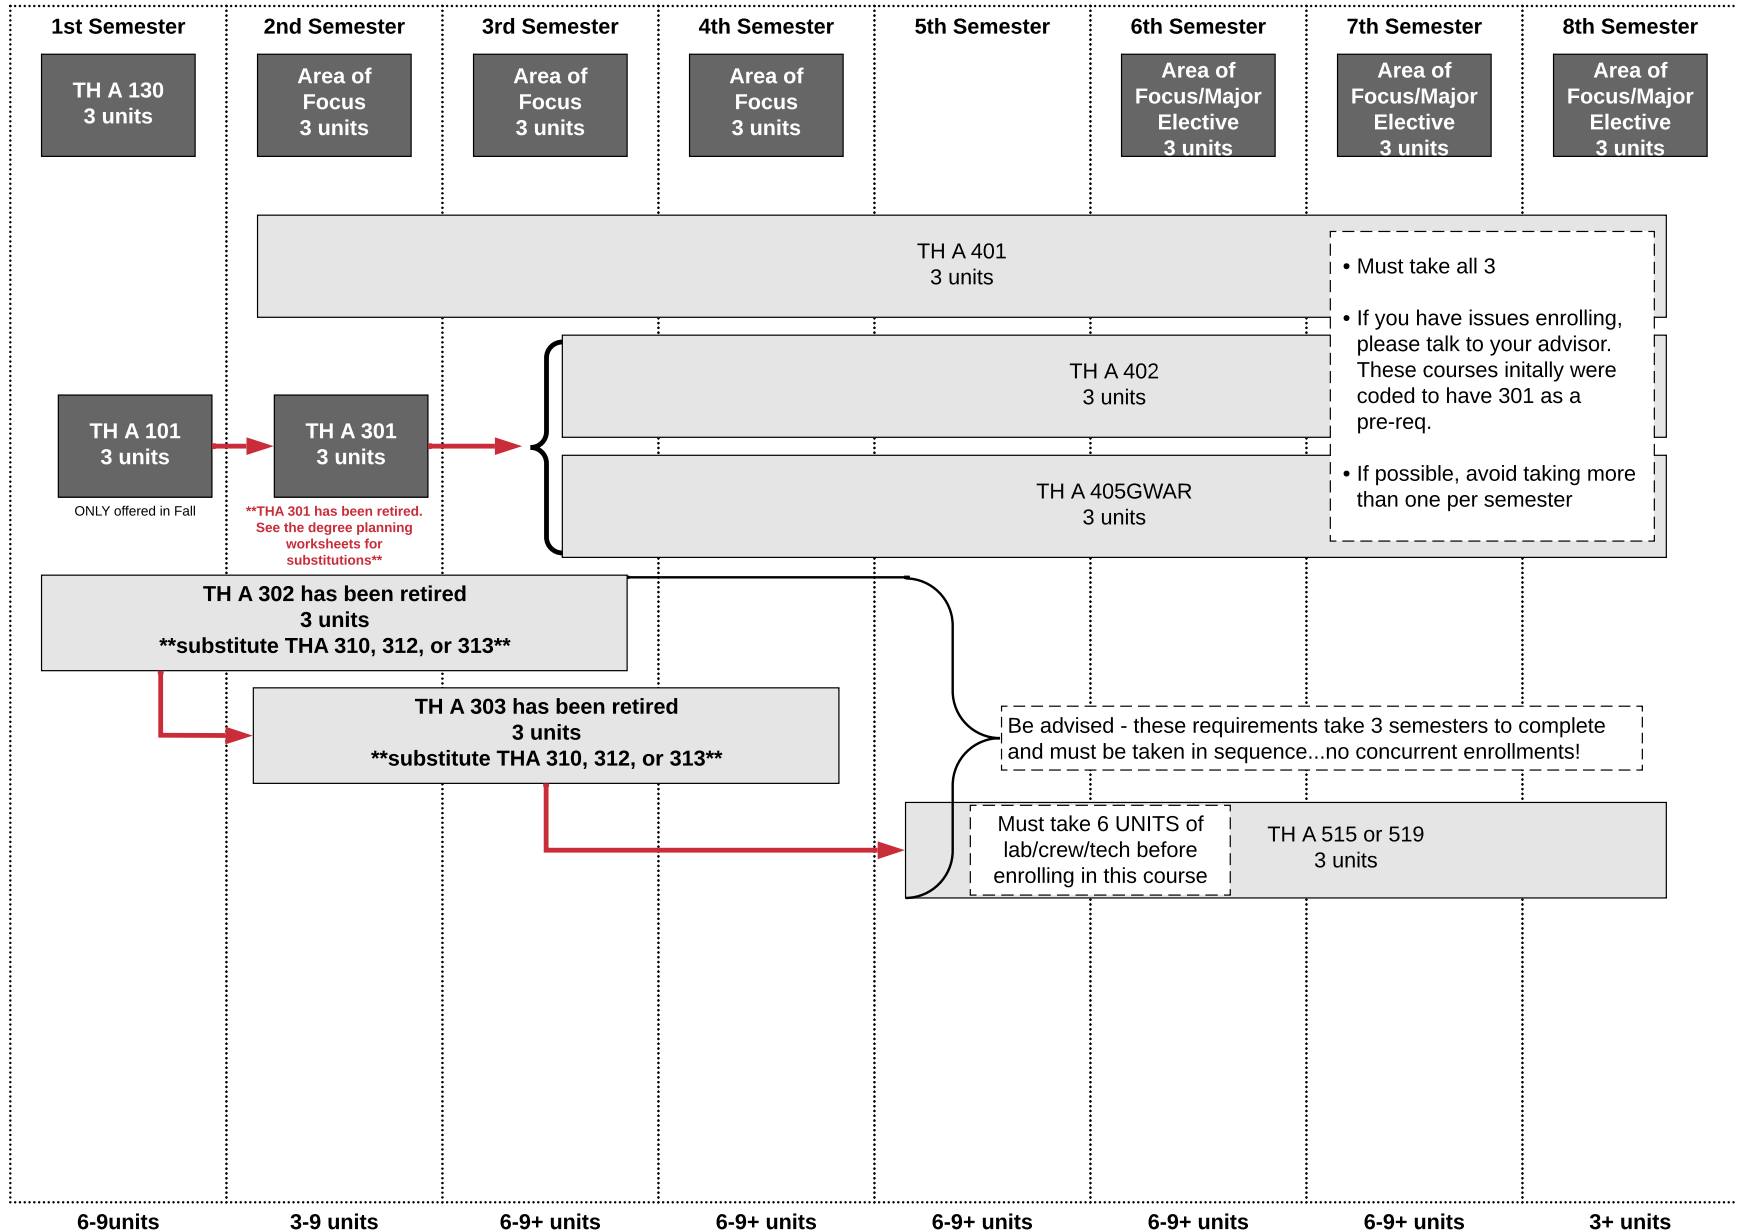 1st Semester
2nd Semester
3rd Semester
4th Semester
5th Semester
6th Semester
7th Semester
8th Semester
TH A 130
3 units
Area of
Focus
3 units
Area of
Focus
3 units
Area of
Focus
3 units
Area of
Focus/Major
Elective
3 units
Area of
Focus/Major
Elective
3 units
Area of
Focus/Major
Elective
3 units
TH A 401
3 units
• Must take all 3
• If you have issues enrolling,
please talk to your advisor.
These courses initally were
coded to have 301 as a
pre-req.
• If possible, avoid taking more
than one per semester
TH A 402
3 units
TH A 101
3 units
ONLY offered in Fall
TH A 301
3 units
**THA 301 has been retired.
See the degree planning
worksheets for
substitutions**
TH A 405GWAR
3 units
TH A 302 has been retired
3 units
**substitute THA 310, 312, or 313**
TH A 303 has been retired
3 units
**substitute THA 310, 312, or 313**
Be advised - these requirements take 3 semesters to complete
and must be taken in sequence...no concurrent enrollments!
Must take 6 UNITS of
lab/crew/tech before
enrolling in this course
TH A 515 or 519
3 units
6-9units
3-9 units
6-9+ units
6-9+ units
6-9+ units
6-9+ units
6-9+ units
3+ units